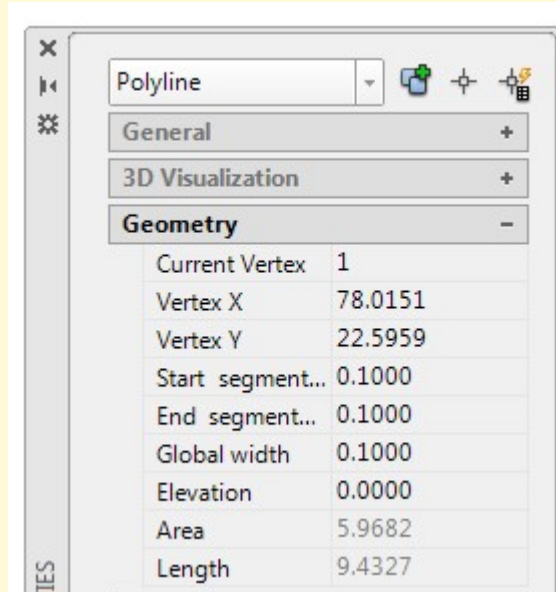 Polyline
General +
3D Visualization +
Geometry -
Current Vertex 1
Vertex X 78.0151
Vertex Y 22.5959
Start segment... 0.1000
End segment... 0.1000
Global width 0.1000
Elevation 0.0000
Area 5.9682
Length 9.4327
IES